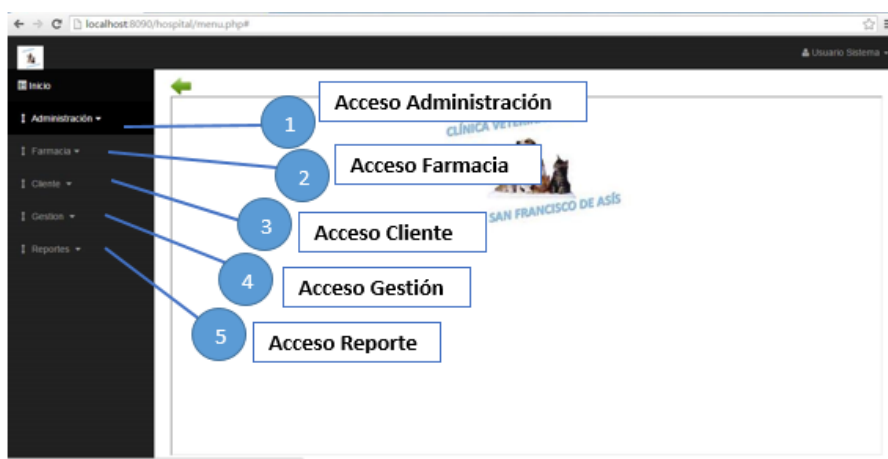 localhost:8090/hospital/menu.php#
Usuario Sistema
Inicio
Administración
Farmacia
Cliente
Gestion
Reportes
1
Acceso Administración
CLÍNICA
2
Acceso Farmacia
SAN FRANCISCO DE ASÍS
3
Acceso Cliente
4
Acceso Gestión
5
Acceso Reporte